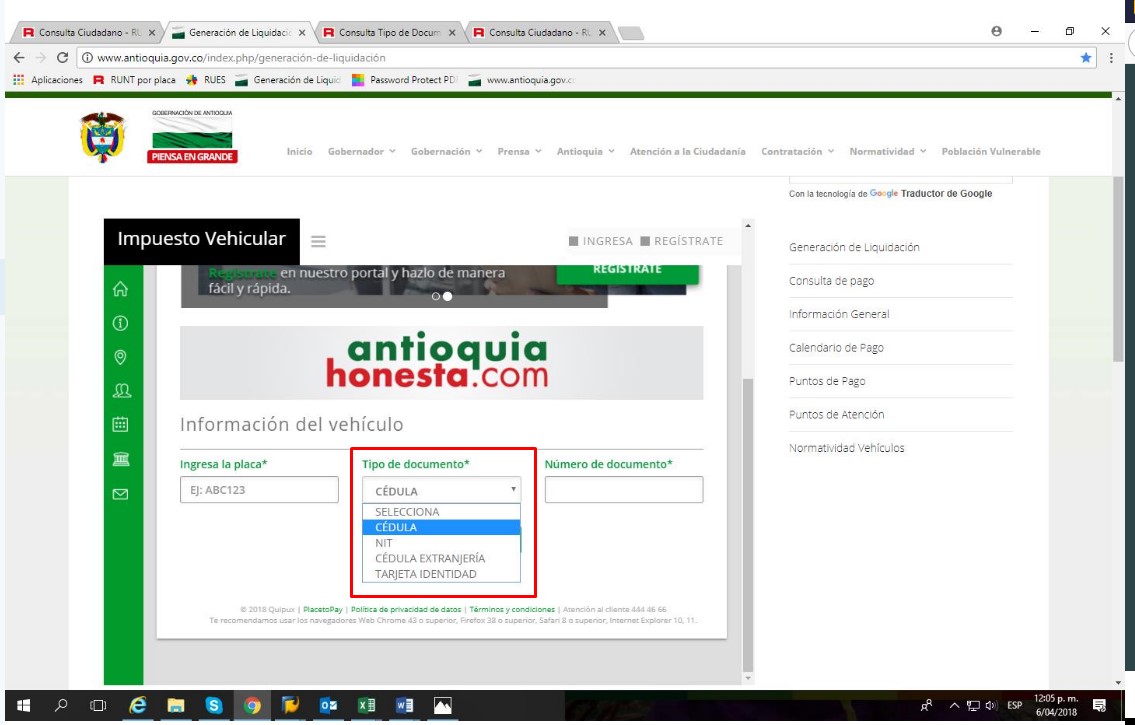 Consulta Ciudadano - RU
Generación de Liquidaci
Consulta Tipo de Docum
Consulta Ciudadano - RU
www.antioquia.gov.co/index.php/generación-de-liquidación
Aplicaciones RUNT por placa RUES Generación de Liquid Password Protect PDF www.antioquia.gov.co
GOBERNACIÓN DE ANTIOQUIA
PIENSA EN GRANDE
Inicio Gobernador Gobernación Prensa Antioquia Atención a la Ciudadanía Contratación Normatividad Población Vulnerable
Con la tecnología de Google Traductor de Google
Impuesto Vehicular
INGRESA REGÍSTRATE
Regístrate en nuestro portal y hazlo de manera
fácil y rápida.
REGÍSTRATE
antioquia
honesta.com
Información del vehículo
Ingresa la placa*
EJ: ABC123
Tipo de documento*
CÉDULA
SELECCIONA
CÉDULA
NIT
CÉDULA EXTRANJERÍA
TARJETA IDENTIDAD
Número de documento*
© 2018 Quipux | PlacetoPay | Política de privacidad de datos | Términos y condiciones | Atención al cliente 444 46 66
Te recomendamos usar los navegadores Web Chrome 43 o superior, Firefox 38 o superior, Safari 8 o superior, Internet Explorer 10, 11.
Generación de Liquidación
Consulta de pago
Información General
Calendario de Pago
Puntos de Pago
Puntos de Atención
Normatividad Vehículos
ESP
12:05 p. m.
6/04/2018